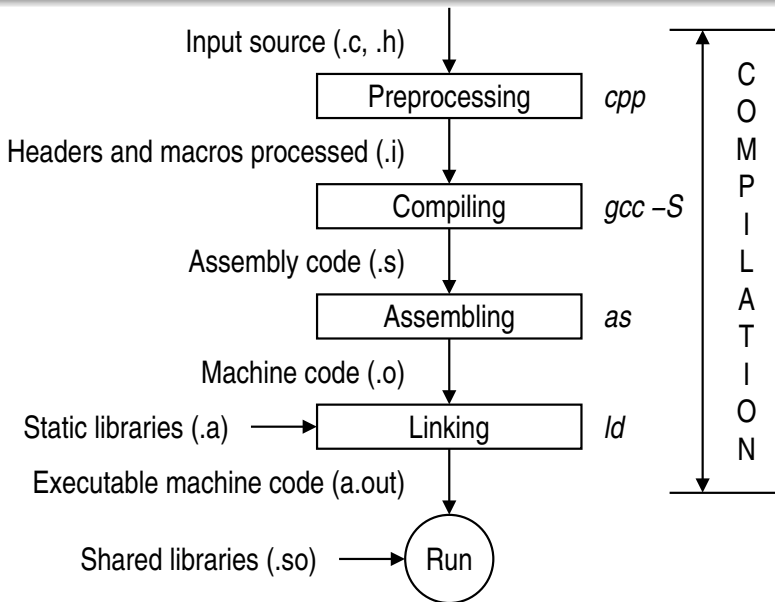 Input source (.c, .h)
Preprocessing
cpp
Headers and macros processed (.i)
Compiling
gcc –S
Assembly code (.s)
Assembling
as
Machine code (.o)
Static libraries (.a)
Linking
ld
Executable machine code (a.out)
Shared libraries (.so)
Run
C
O
M
P
I
L
A
T
I
O
N